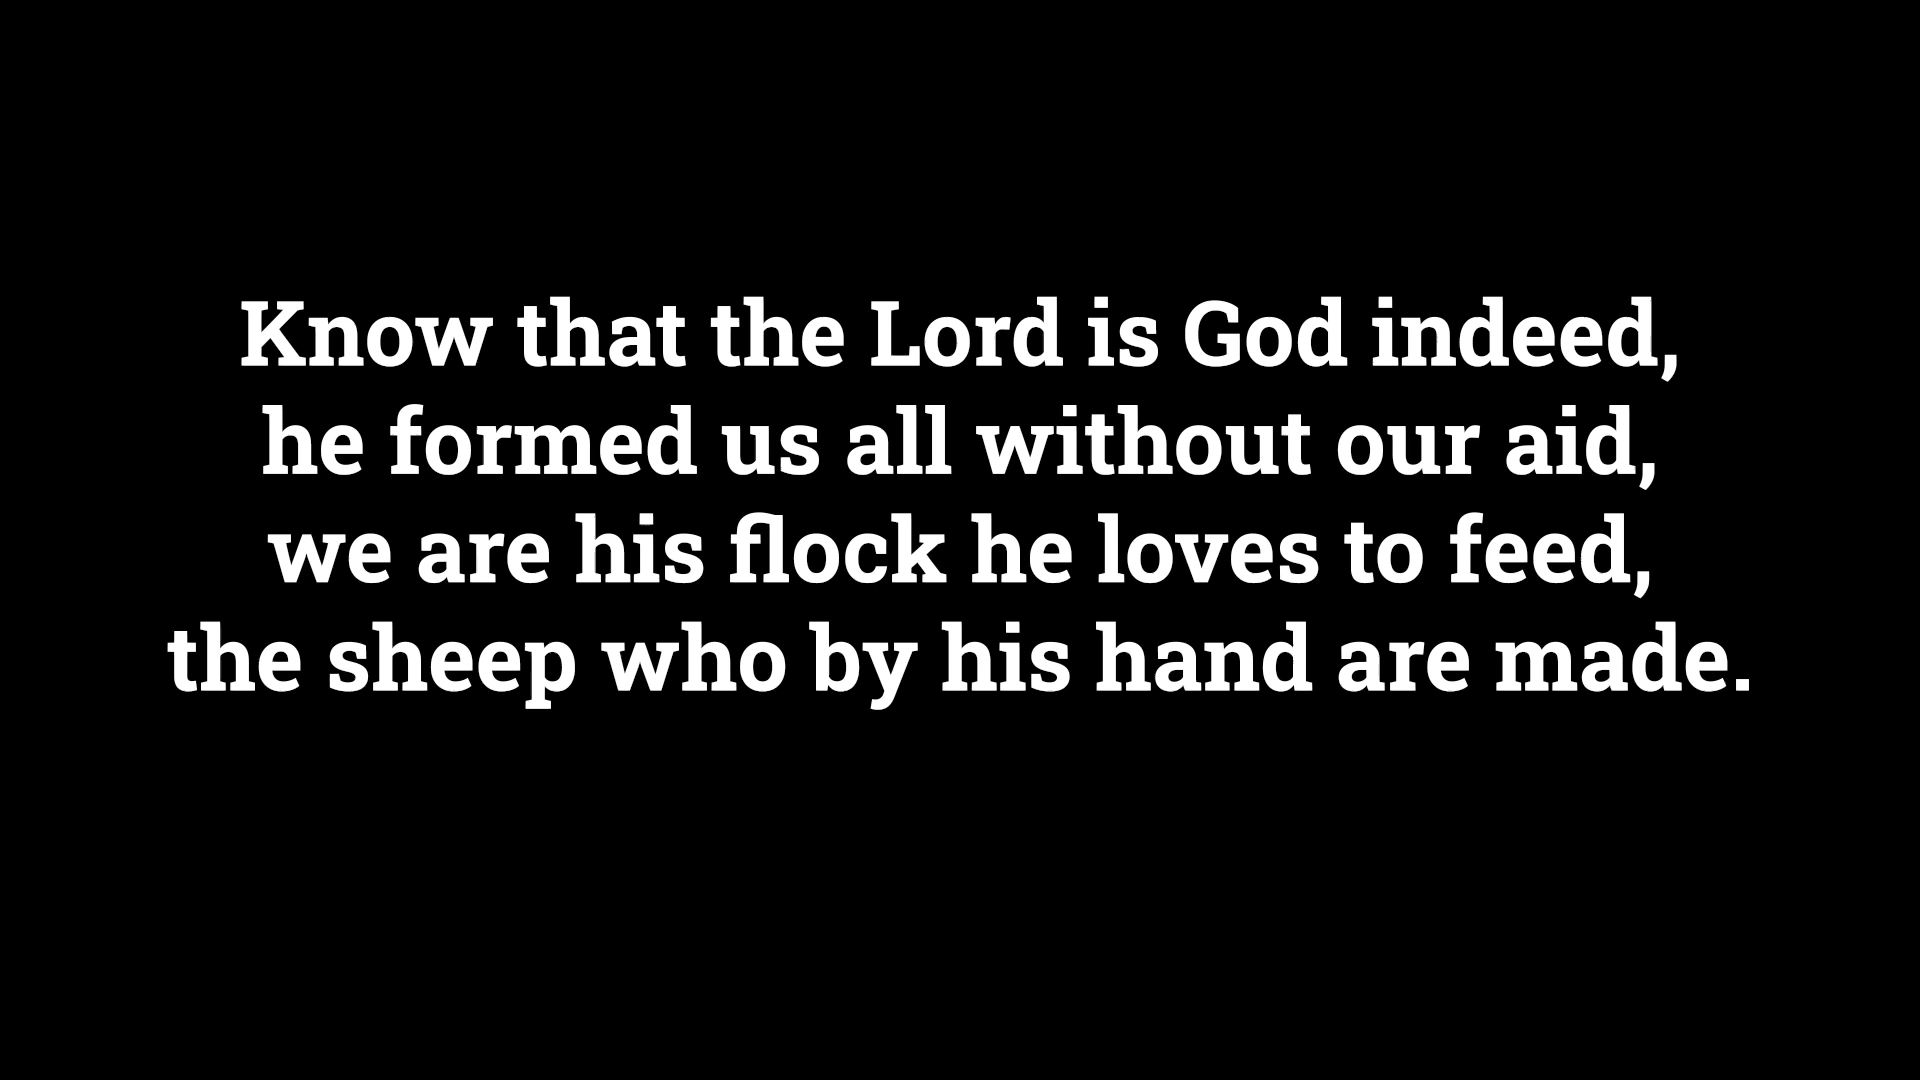 Know that the Lord is God indeed,
he formed us all without our aid,
we are his flock he loves to feed,
the sheep who by his hand are made.